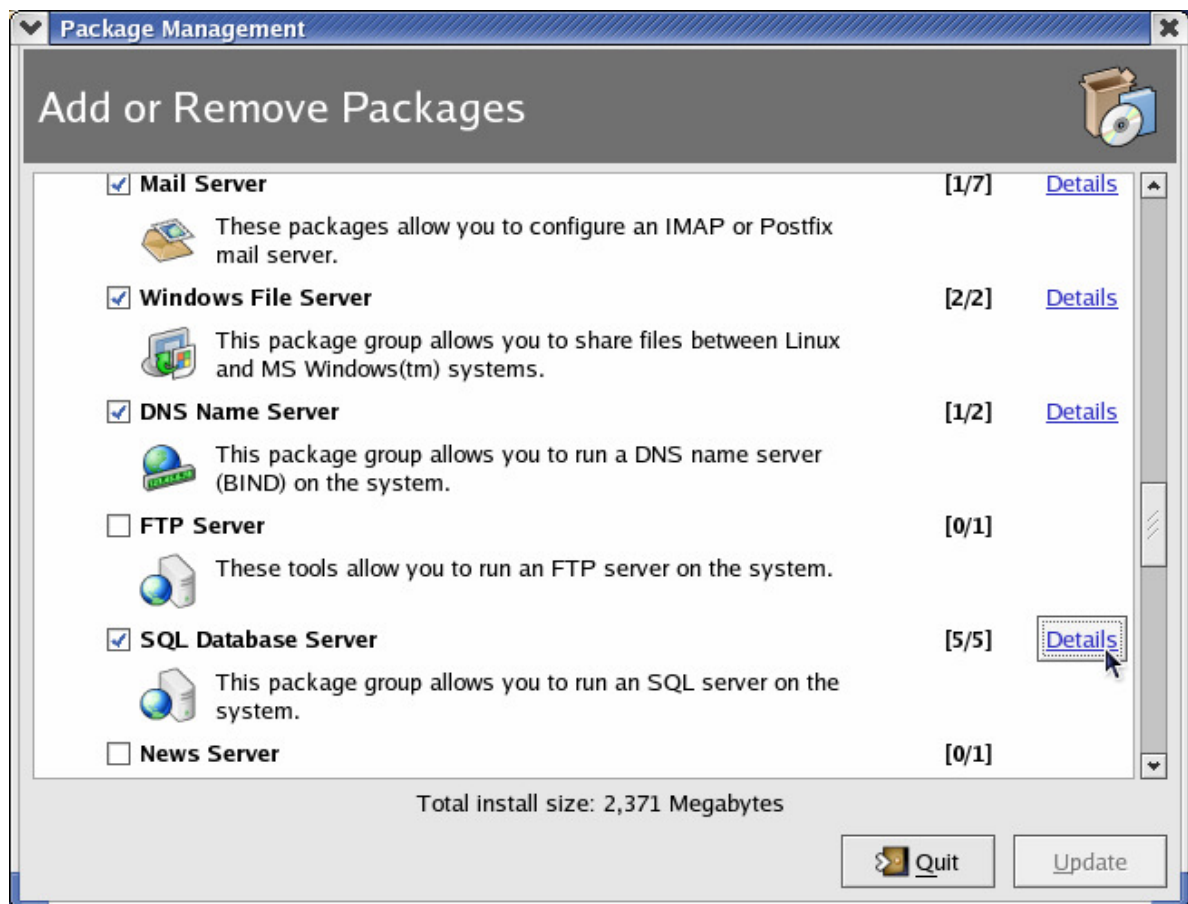 Package Management
Add or Remove Packages
Mail Server [1/7] Details
These packages allow you to configure an IMAP or Postfix
mail server.
Windows File Server [2/2] Details
This package group allows you to share files between Linux
and MS Windows(tm) systems.
DNS Name Server [1/2] Details
This package group allows you to run a DNS name server
(BIND) on the system.
FTP Server [0/1]
These tools allow you to run an FTP server on the system.
SQL Database Server [5/5] Details
This package group allows you to run an SQL server on the
system.
News Server [0/1]
Total install size: 2,371 Megabytes
Quit Update